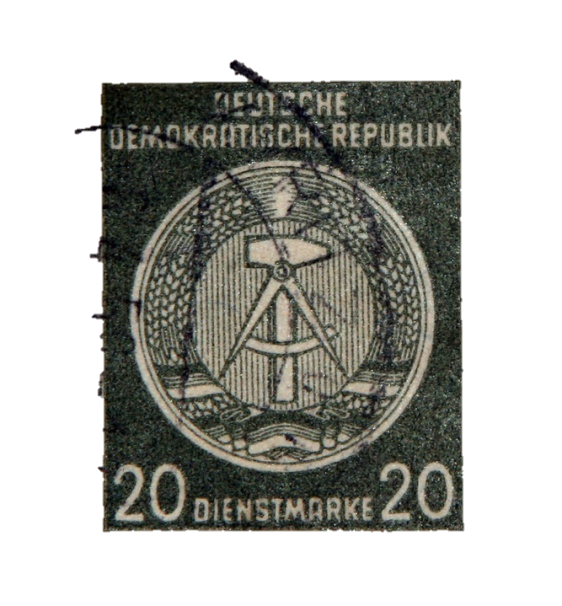 DEUTSCHE
DEMOKRATISCHE REPUBLIK
20 DIENSTMARKE 20